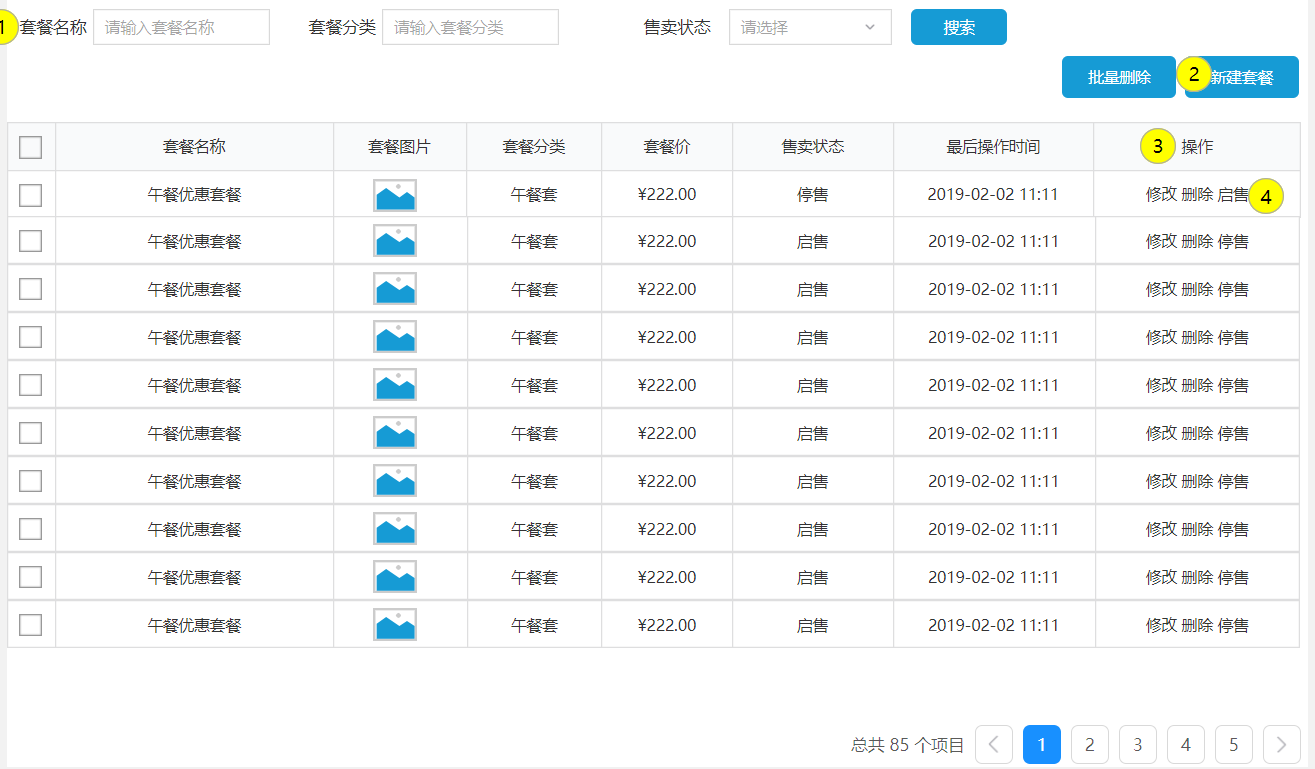 1 套餐名称 请输入套餐名称 套餐分类 请输入套餐分类 售卖状态 请选择 搜索
批量删除 2 新建套餐
套餐名称 套餐图片 套餐分类 套餐价 售卖状态 最后操作时间 3 操作
午餐优惠套餐 午餐套 ¥222.00 停售 2019-02-02 11:11 修改 删除 启售 4
午餐优惠套餐 午餐套 ¥222.00 启售 2019-02-02 11:11 修改 删除 停售
午餐优惠套餐 午餐套 ¥222.00 启售 2019-02-02 11:11 修改 删除 停售
午餐优惠套餐 午餐套 ¥222.00 启售 2019-02-02 11:11 修改 删除 停售
午餐优惠套餐 午餐套 ¥222.00 启售 2019-02-02 11:11 修改 删除 停售
午餐优惠套餐 午餐套 ¥222.00 启售 2019-02-02 11:11 修改 删除 停售
午餐优惠套餐 午餐套 ¥222.00 启售 2019-02-02 11:11 修改 删除 停售
午餐优惠套餐 午餐套 ¥222.00 启售 2019-02-02 11:11 修改 删除 停售
午餐优惠套餐 午餐套 ¥222.00 启售 2019-02-02 11:11 修改 删除 停售
午餐优惠套餐 午餐套 ¥222.00 启售 2019-02-02 11:11 修改 删除 停售
总共 85 个项目 1 2 3 4 5